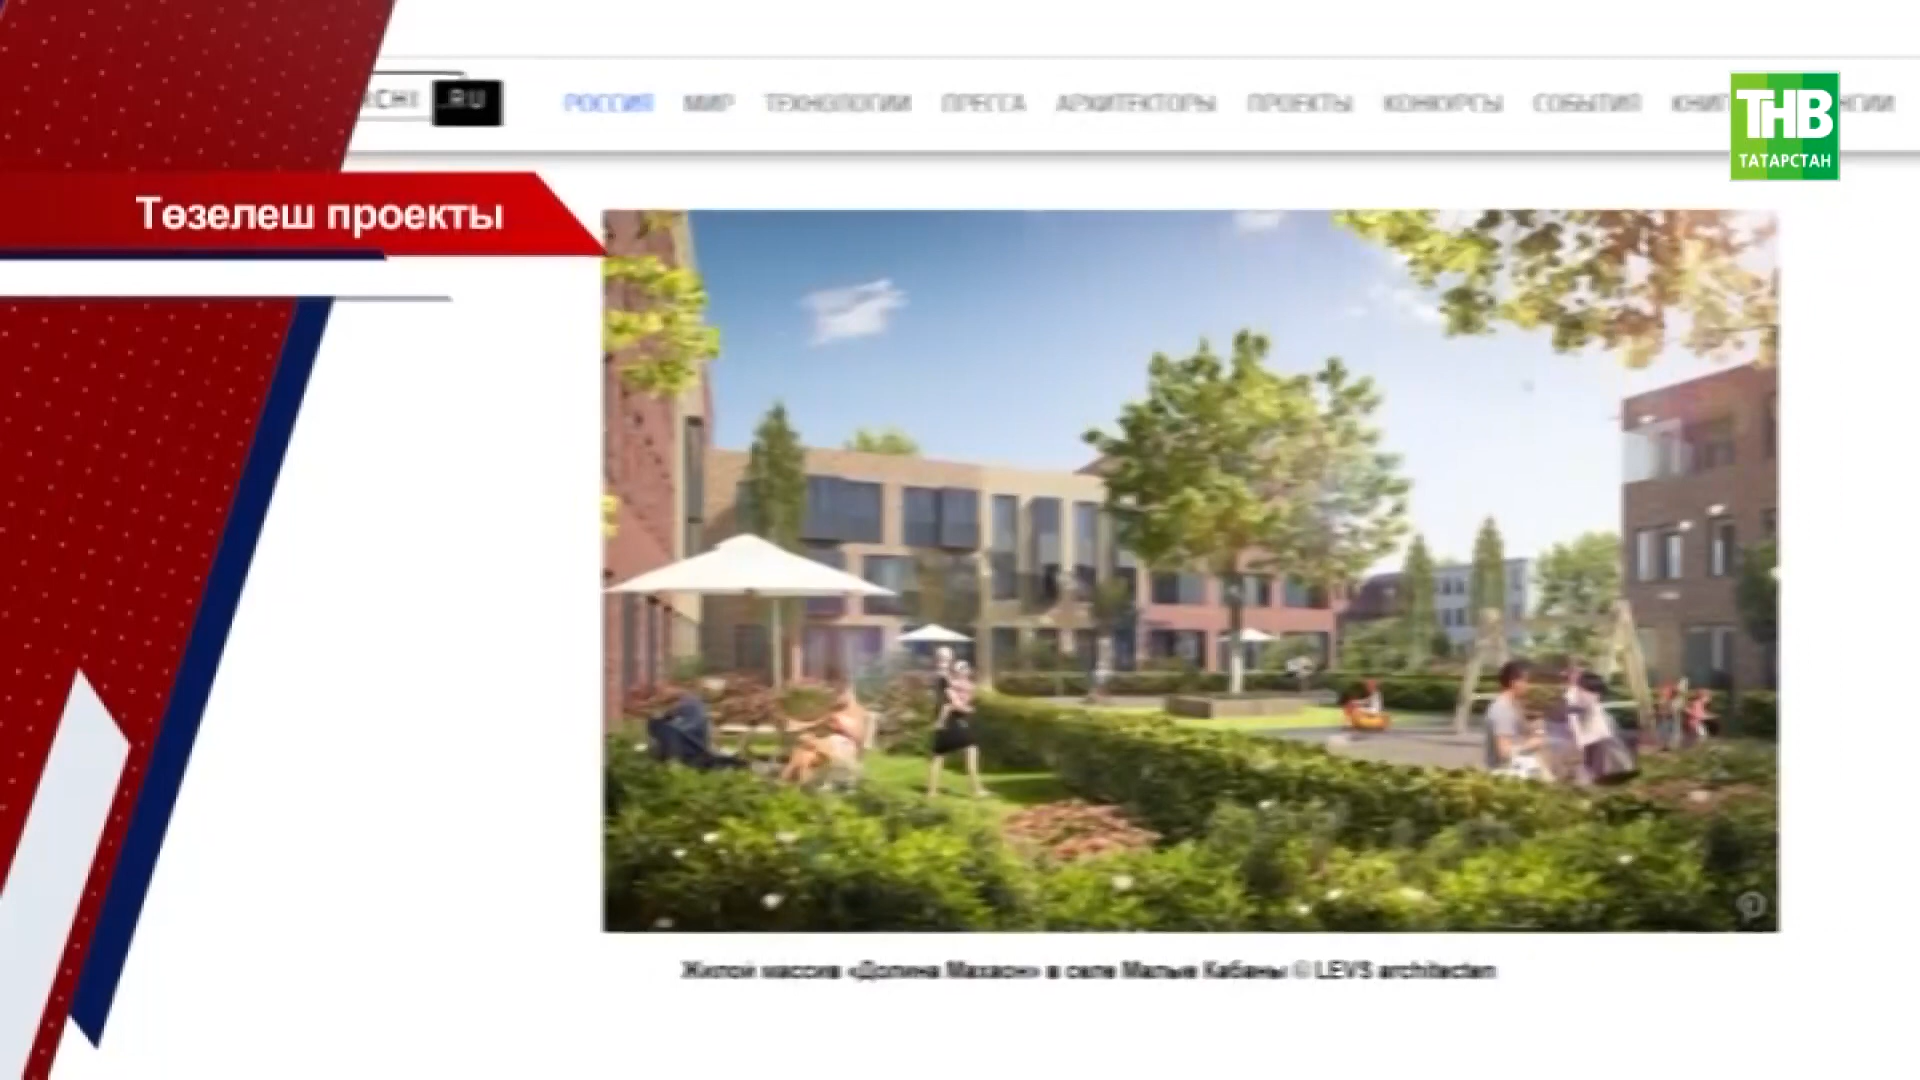 RCHI .RU РОССИЯ МИР ТЕХНОЛОГИИ ПРЕССА АРХИТЕКТОРЫ ПРОЕКТЫ КОНКУРСЫ СОБЫТИЯ
ТНВ
ТАТАРСТАН
Төзелеш проекты
Жилой массив «Долина Махаон» в селе Малые Кабаны © LEVS architecten